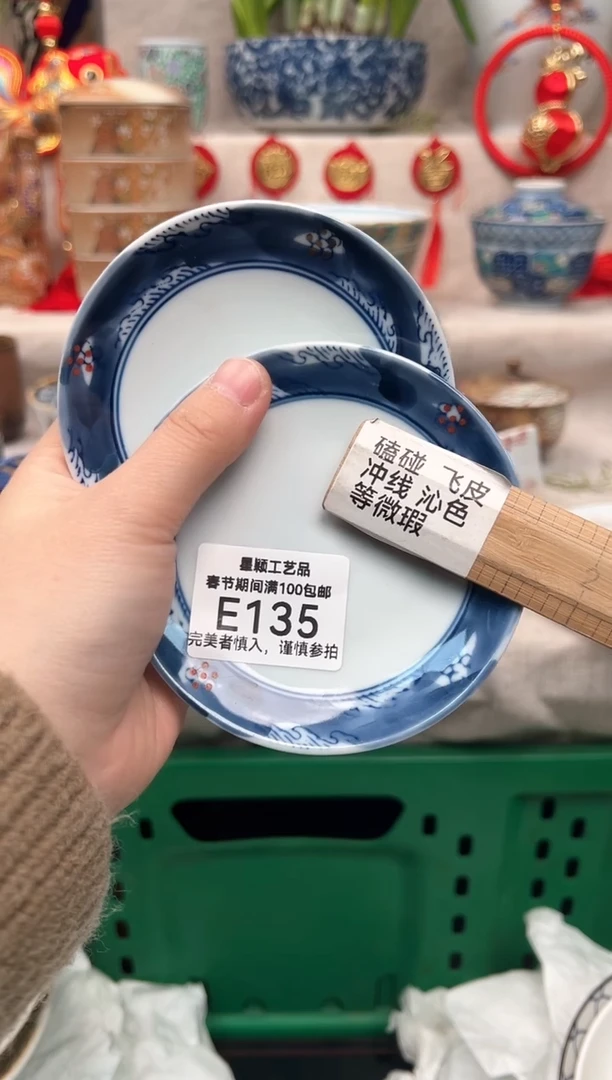 磕碰 飞皮
冲线 沁色
等微瑕
星颖工艺品
春节期间满100包邮
E135
完美者慎入，谨慎参拍